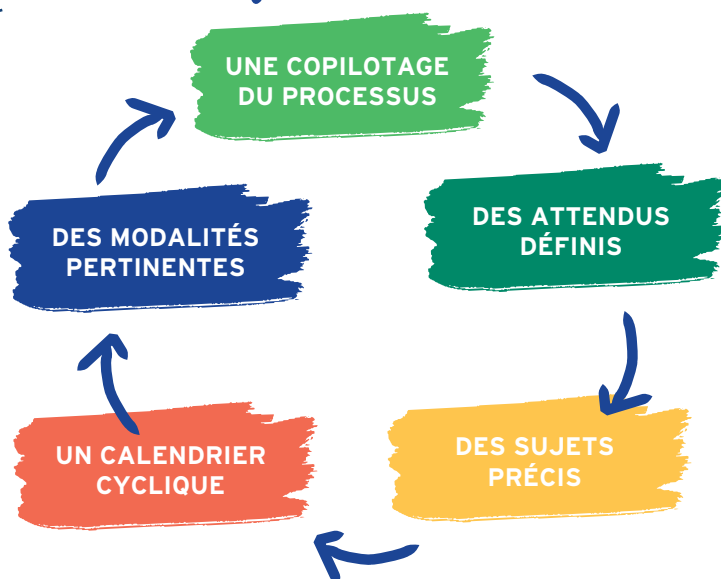 UNE COPILOTAGE
DU PROCESSUS
DES ATTENDUS
DÉFINIS
DES SUJETS
PRÉCIS
UN CALENDRIER
CYCLIQUE
DES MODALITÉS
PERTINENTES